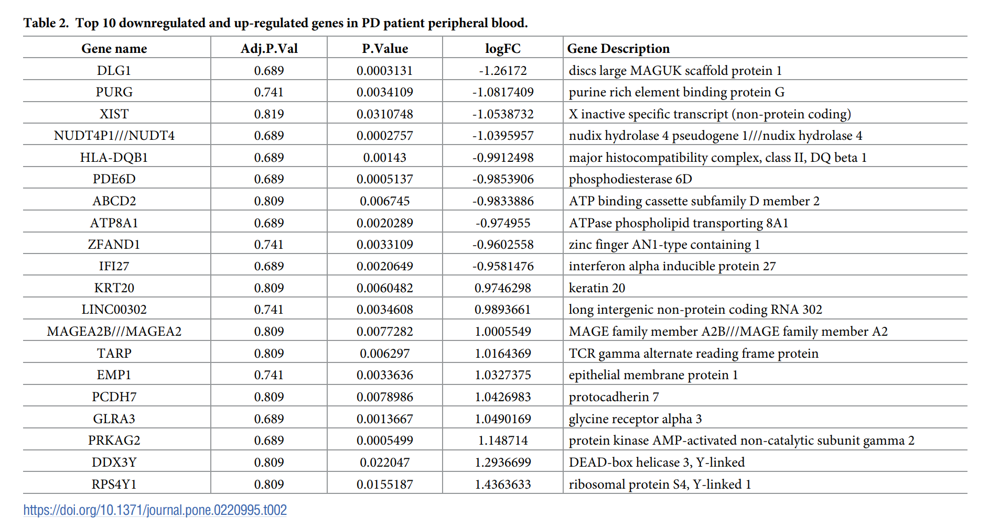 Table 2. Top 10 downregulated and up-regulated genes in PD patient peripheral blood.
Gene name Adj.P.Val P.Value logFC Gene Description
DLG1 0.689 0.0003131 -1.26172 discs large MAGUK scaffold protein 1
PURG 0.741 0.0034109 -1.0817409 purine rich element binding protein G
XIST 0.819 0.0310748 -1.0538732 X inactive specific transcript (non-protein coding)
NUDT4P1///NUDT4 0.689 0.0002757 -1.0395957 nudix hydrolase 4 pseudogene 1///nudix hydrolase 4
HLA-DQB1 0.689 0.00143 -0.9912498 major histocompatibility complex, class II, DQ beta 1
PDE6D 0.689 0.0005137 -0.9853906 phosphodiesterase 6D
ABCD2 0.809 0.006745 -0.9833886 ATP binding cassette subfamily D member 2
ATP8A1 0.689 0.0020289 -0.974955 ATPase phospholipid transporting 8A1
ZFAND1 0.741 0.0033109 -0.9602558 zinc finger AN1-type containing 1
IFI27 0.689 0.0020649 -0.9581476 interferon alpha inducible protein 27
KRT20 0.809 0.0060482 0.9746298 keratin 20
LINC00302 0.741 0.0034608 0.9893661 long intergenic non-protein coding RNA 302
MAGEA2B///MAGEA2 0.809 0.0077282 1.0005549 MAGE family member A2B///MAGE family member A2
TARP 0.809 0.006297 1.0164369 TCR gamma alternate reading frame protein
EMP1 0.741 0.0033636 1.0327375 epithelial membrane protein 1
PCDH7 0.809 0.0078986 1.0426983 protocadherin 7
GLRA3 0.689 0.0013667 1.0490169 glycine receptor alpha 3
PRKAG2 0.689 0.0005499 1.148714 protein kinase AMP-activated non-catalytic subunit gamma 2
DDX3Y 0.809 0.022047 1.2936699 DEAD-box helicase 3, Y-linked
RPS4Y1 0.809 0.0155187 1.4363633 ribosomal protein S4, Y-linked 1
https://doi.org/10.1371/journal.pone.0220995.t002